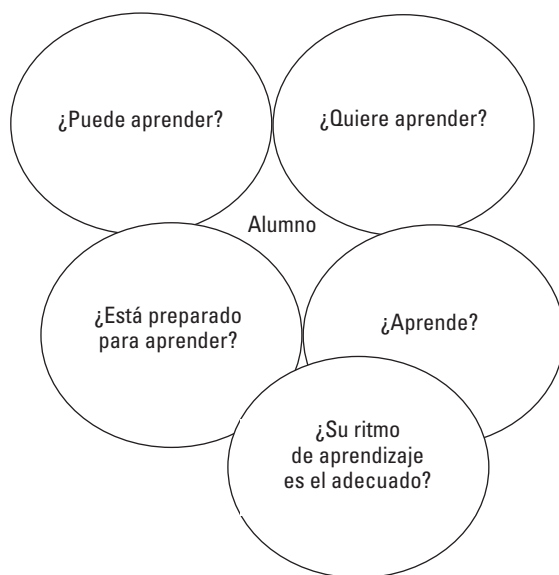 ¿Puede aprender?
¿Quiere aprender?
Alumno
¿Está preparado
para aprender?
¿Aprende?
¿Su ritmo
de aprendizaje
es el adecuado?